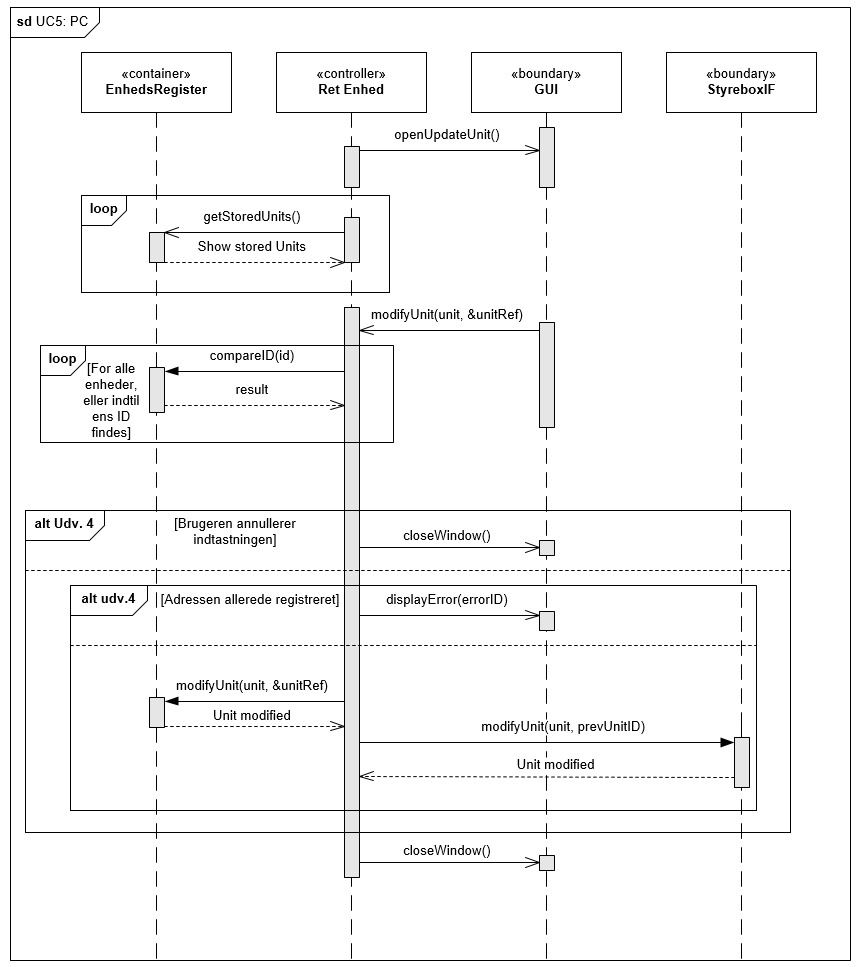 sd UC5: PC
«container»
EnhedsRegister
«controller»
Ret Enhed
«boundary»
GUI
«boundary»
StyreboxIF
openUpdateUnit()
loop
getStoredUnits()
Show stored Units
modifyUnit(unit, &unitRef)
loop
[For alle
enheder,
eller indtil
ens ID
findes]
compareID(id)
result
alt Udv. 4
[Brugeren annullerer
indtastningen]
closeWindow()
alt udv.4
[Adressen allerede registreret]
displayError(errorID)
modifyUnit(unit, &unitRef)
Unit modified
modifyUnit(unit, prevUnitID)
Unit modified
closeWindow()